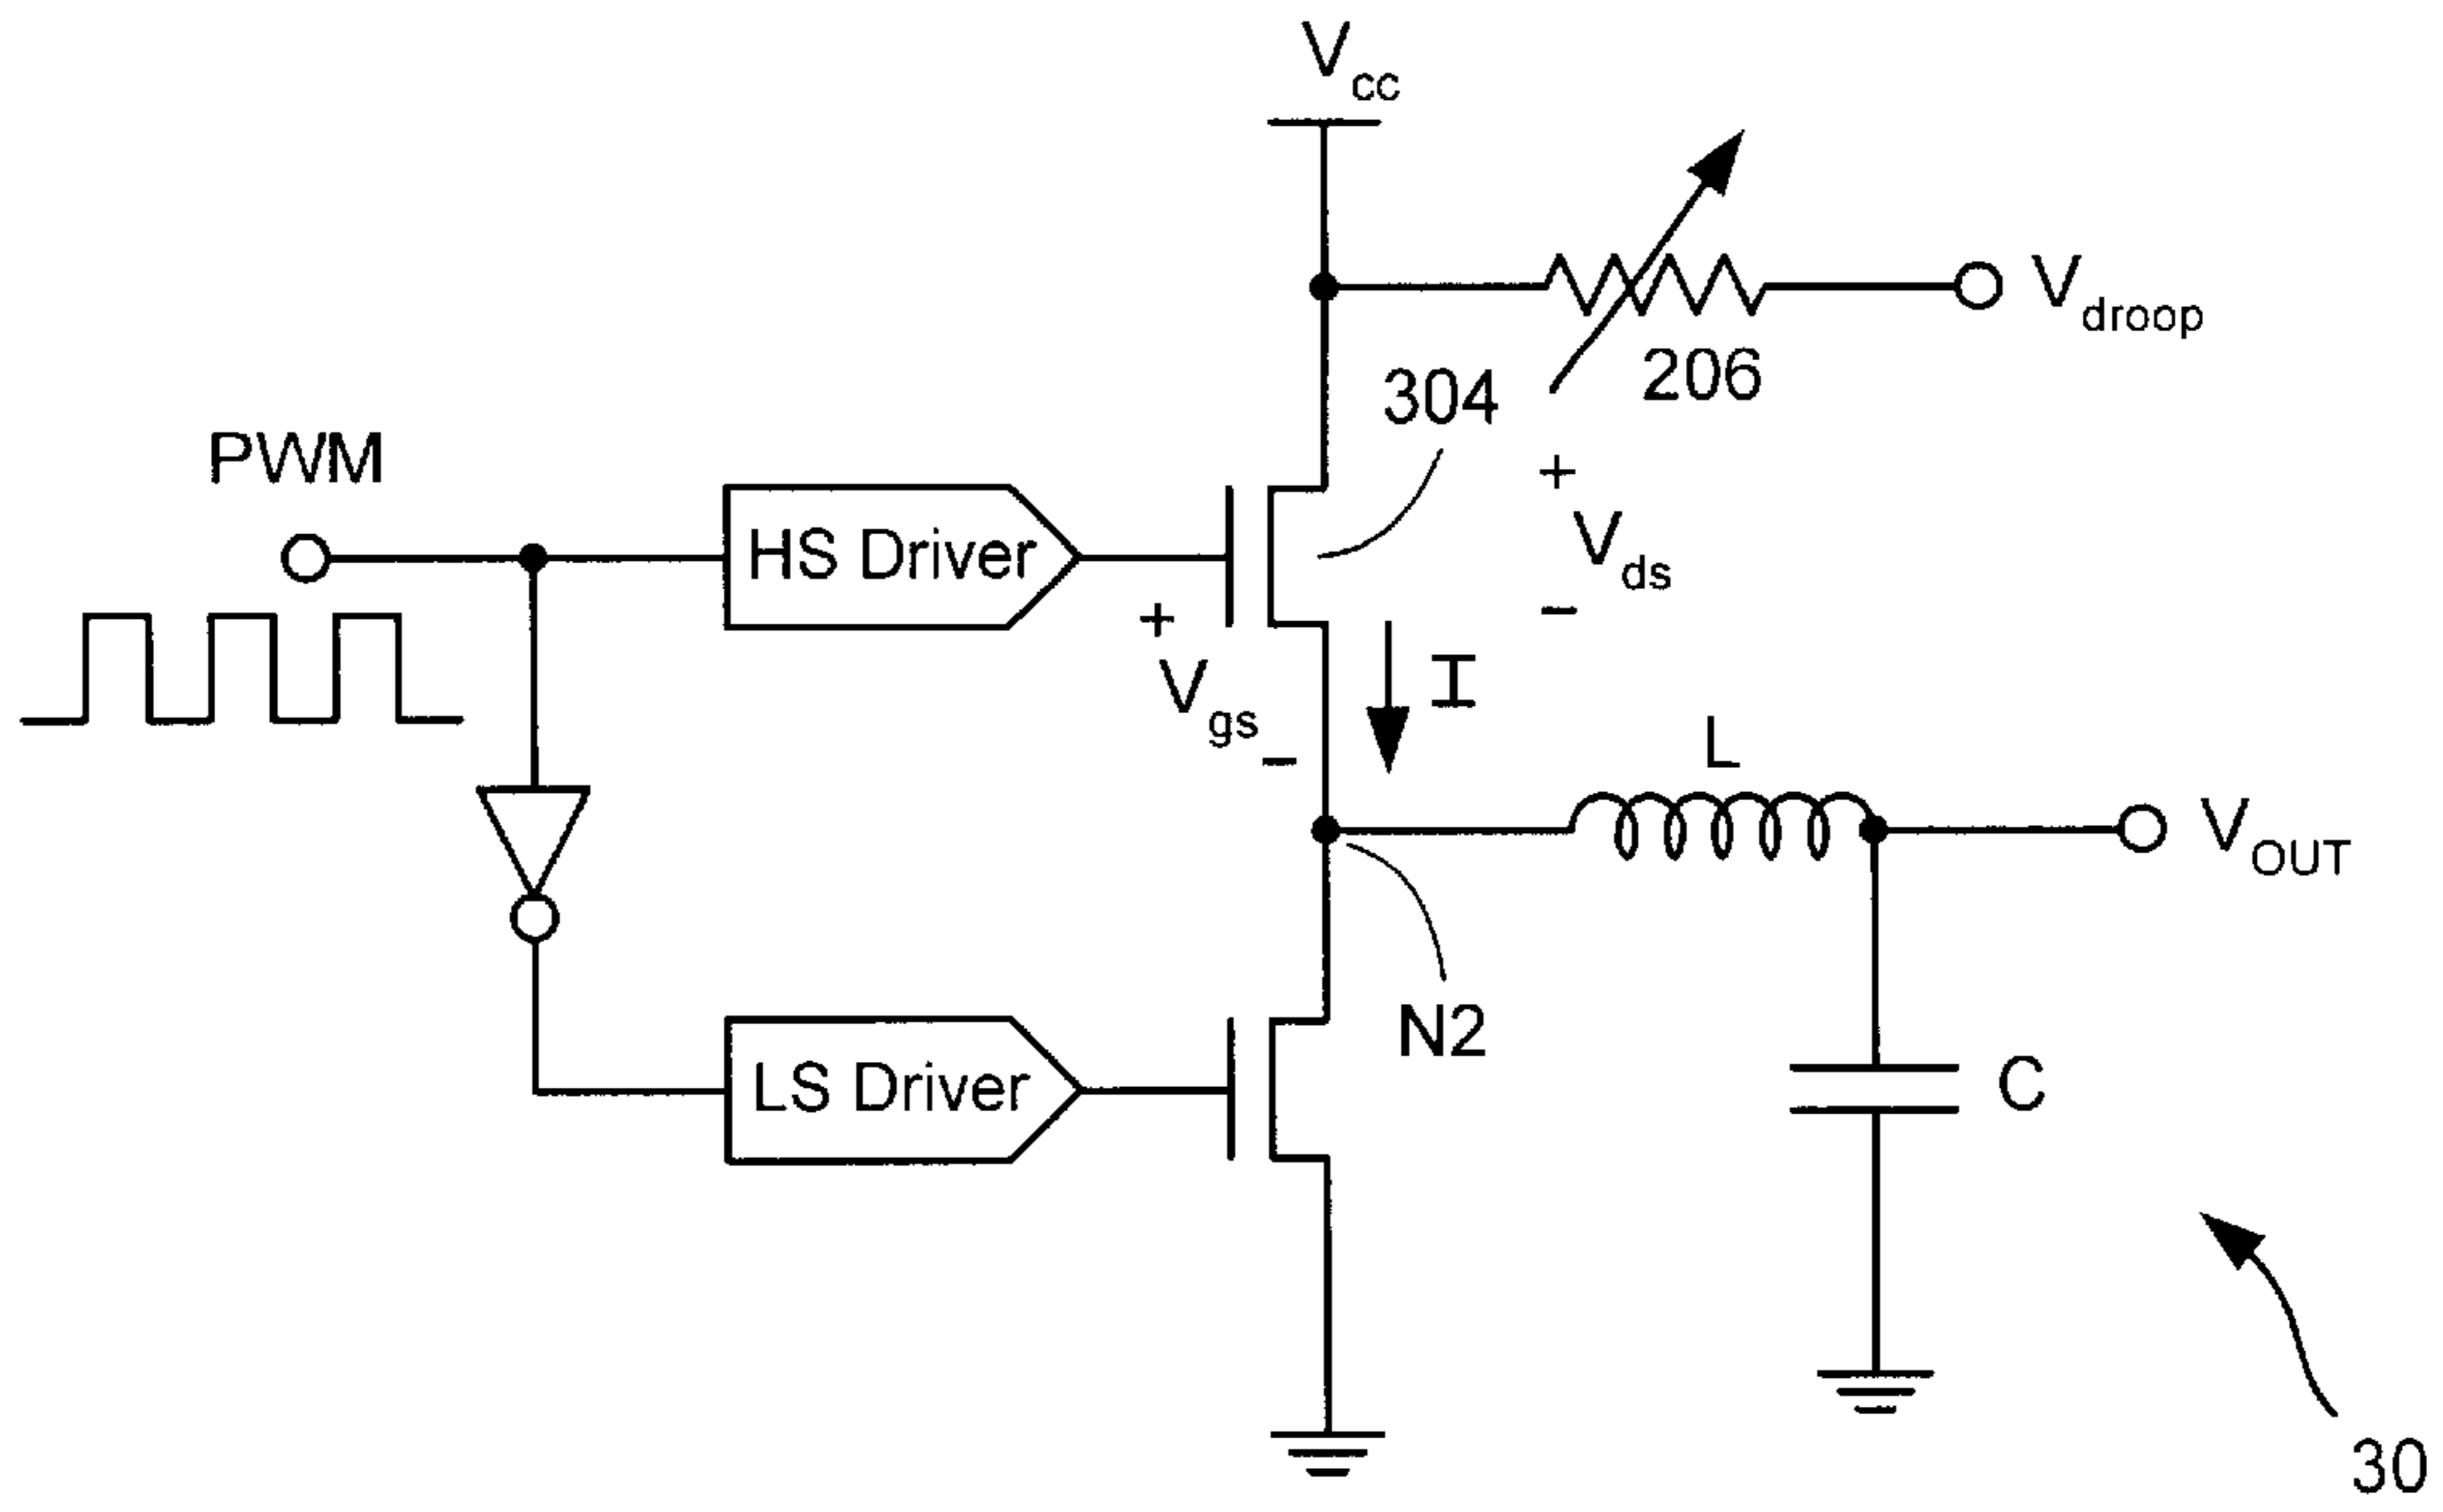 Vcc
Vdroop
206
304
PWM
HS Driver
+
Vds
−
+
Vgs
−
I
L
VOUT
N2
LS Driver
C
30